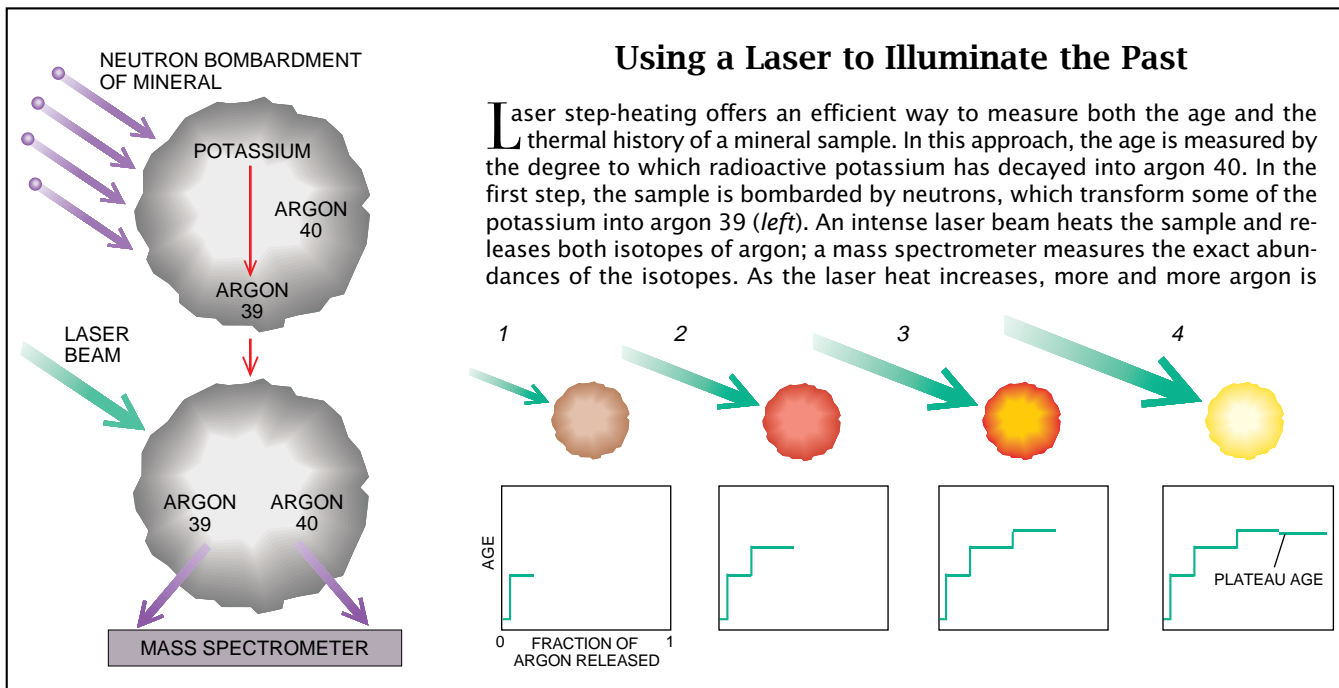 NEUTRON BOMBARDMENT
OF MINERAL
POTASSIUM
ARGON
40
ARGON
39
LASER
BEAM
ARGON
39
ARGON
40
MASS SPECTROMETER
Using a Laser to Illuminate the Past
Laser step-heating offers an efficient way to measure both the age and the
thermal history of a mineral sample. In this approach, the age is measured by
the degree to which radioactive potassium has decayed into argon 40. In the
first step, the sample is bombarded by neutrons, which transform some of the
potassium into argon 39 (left). An intense laser beam heats the sample and re-
leases both isotopes of argon; a mass spectrometer measures the exact abun-
dances of the isotopes. As the laser heat increases, more and more argon is
1
2
3
4
AGE
0
FRACTION OF
ARGON RELEASED
1
PLATEAU AGE